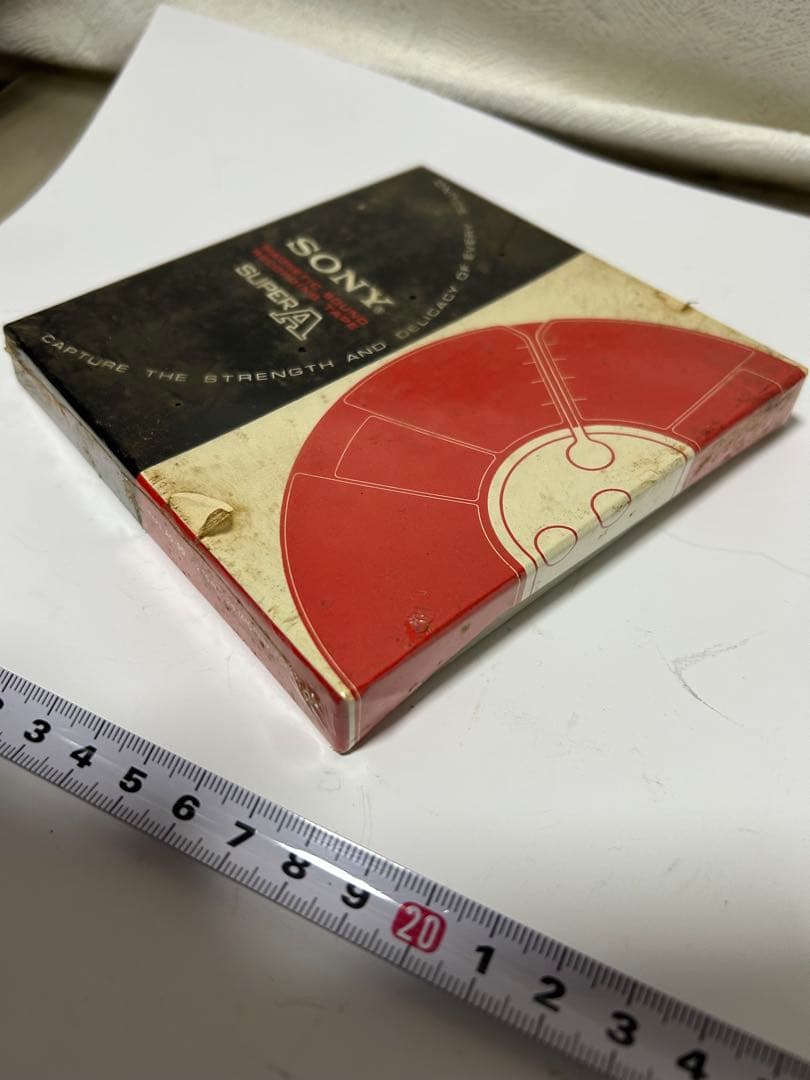 SONY®
MAGNETIC SOUND
RECORDING TAPE
SUPER A
CAPTURE THE STRENGTH AND DELICACY OF EVERY
3 4 5 6 7 8 9 20 1 2 3 4